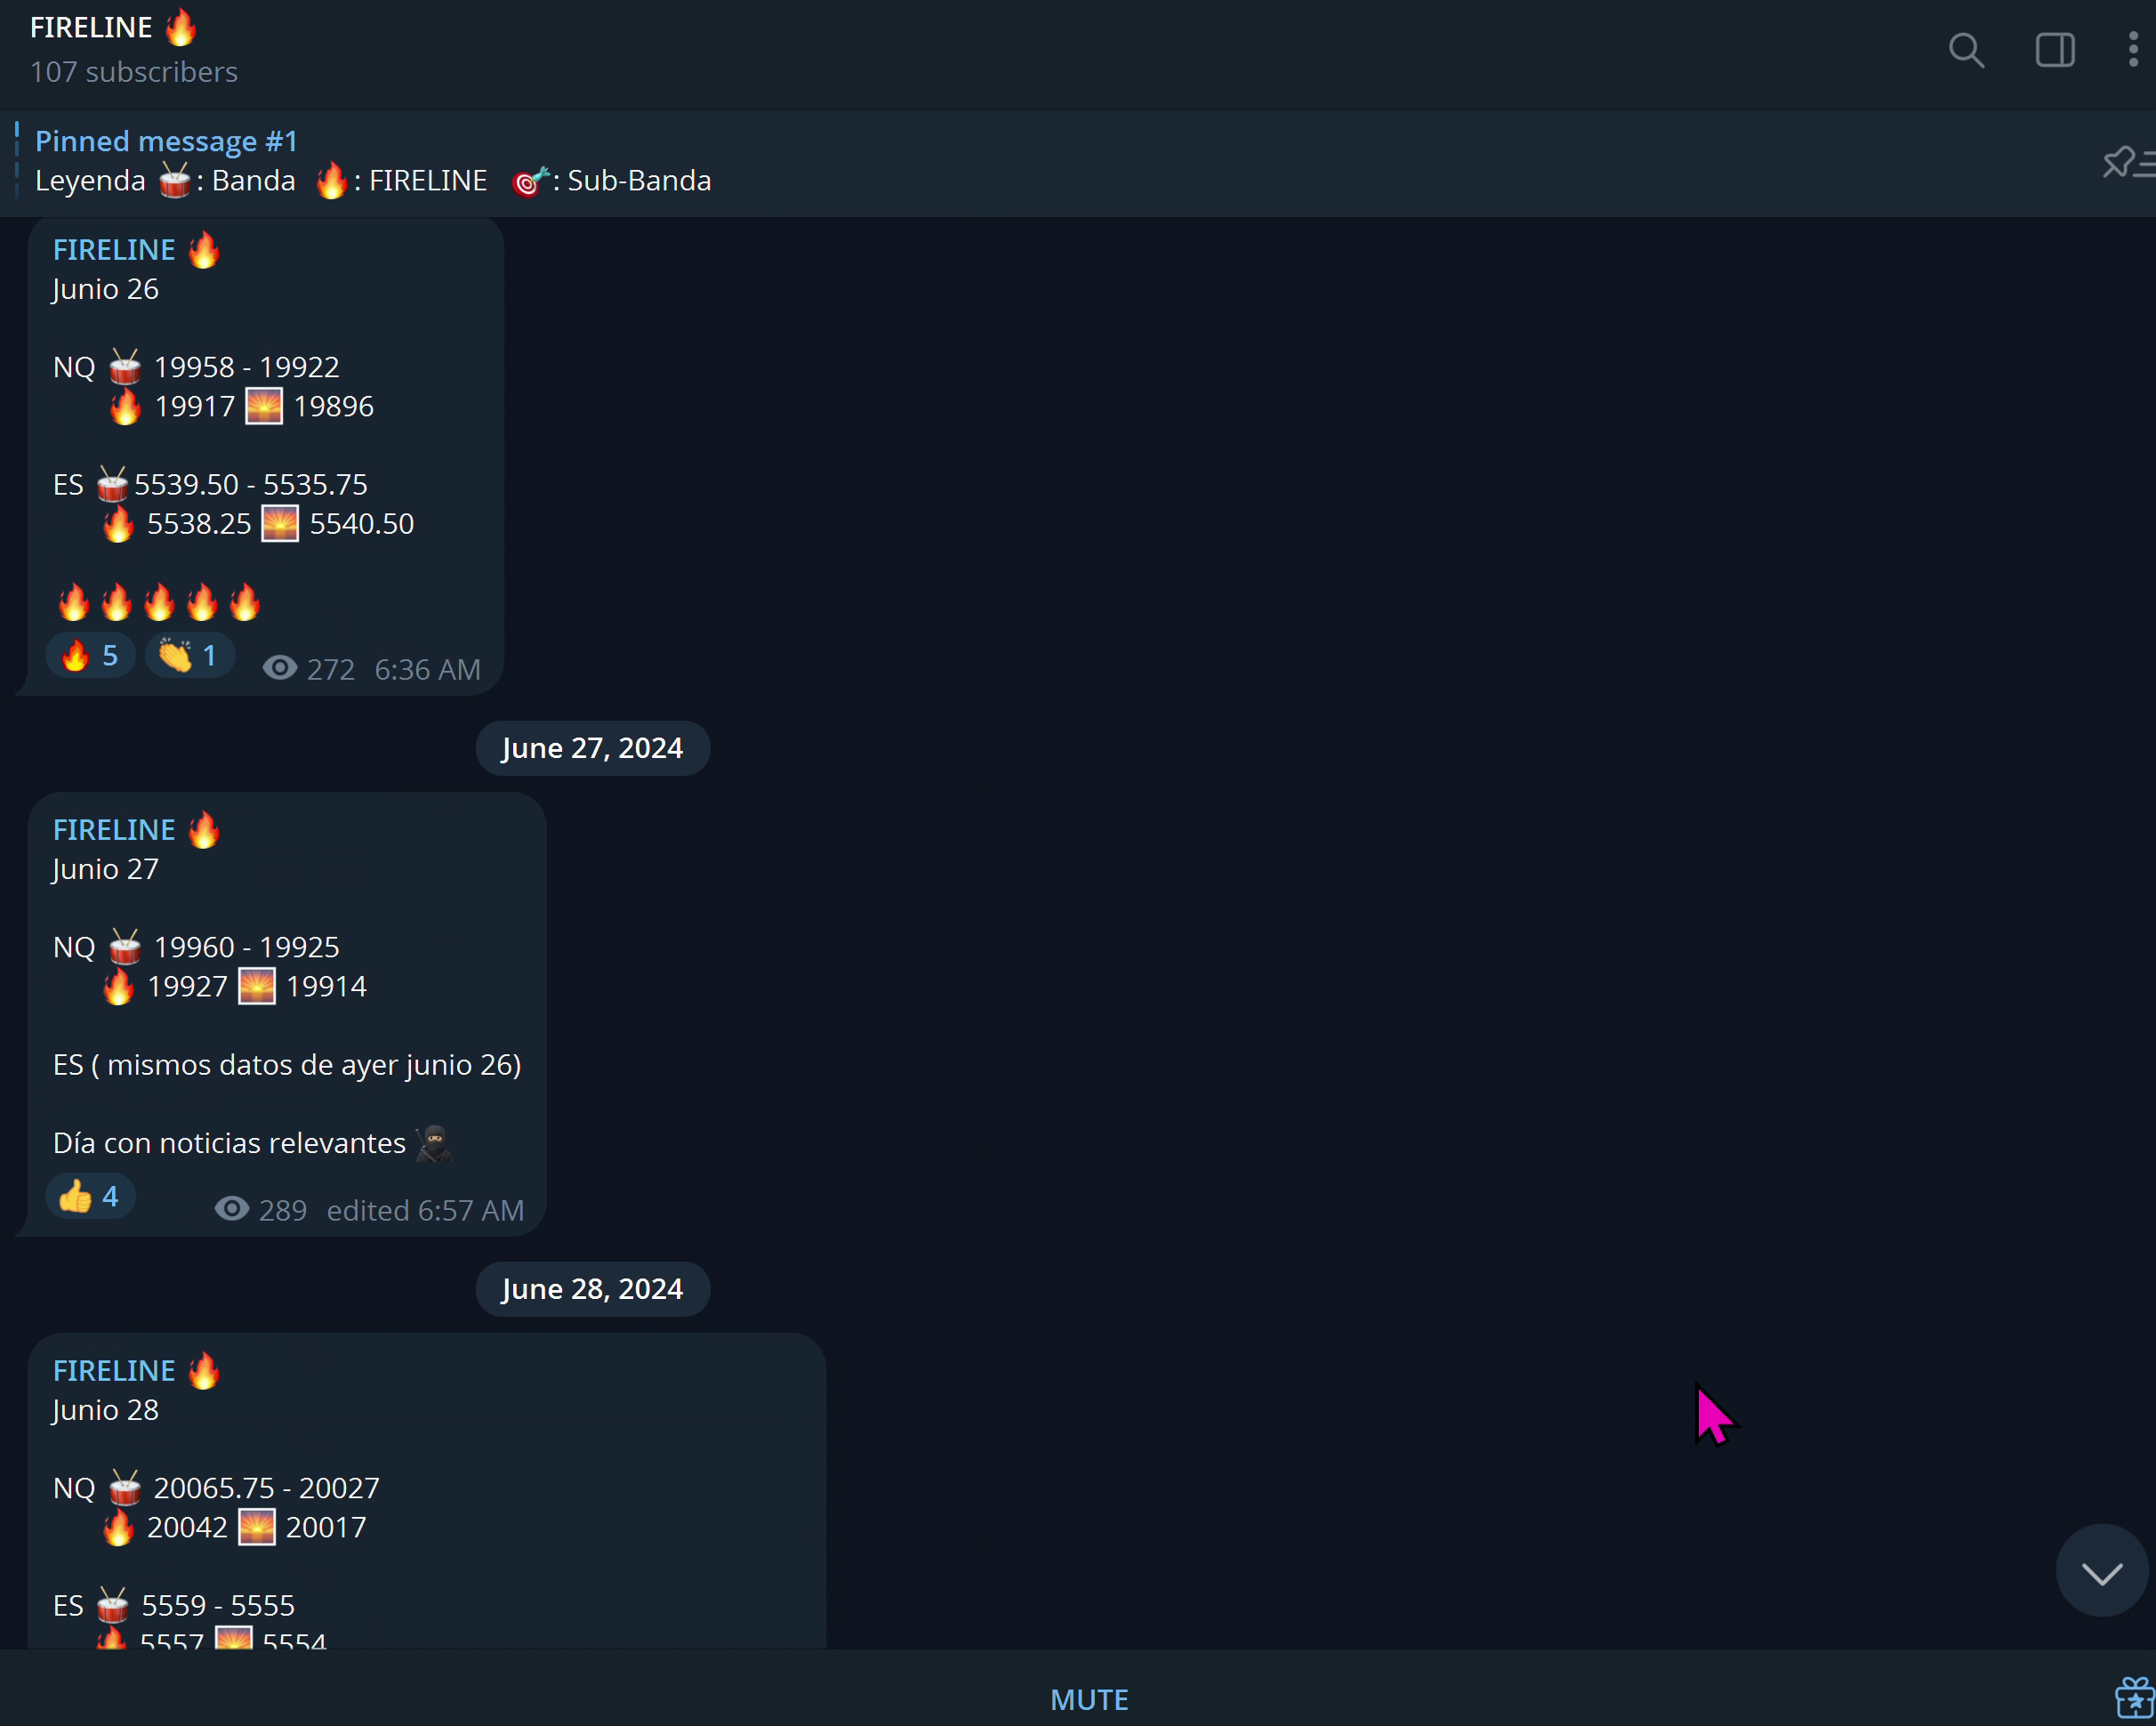 FIRELINE 🔥
107 subscribers
Pinned message #1
Leyenda 🥁: Banda 🔥: FIRELINE 🎯: Sub-Banda
FIRELINE 🔥
Junio 26
NQ 🥁 19958 - 19922
🔥 19917 🌅 19896
ES 🥁5539.50 - 5535.75
🔥 5538.25 🌅 5540.50
🔥🔥🔥🔥🔥
🔥 5 👏 1 272 6:36 AM
June 27, 2024
FIRELINE 🔥
Junio 27
NQ 🥁 19960 - 19925
🔥 19927 🌅 19914
ES ( mismos datos de ayer junio 26)
Día con noticias relevantes 🥷
👍 4 289 edited 6:57 AM
June 28, 2024
FIRELINE 🔥
Junio 28
NQ 🥁 20065.75 - 20027
🔥 20042 🌅 20017
ES 🥁 5559 - 5555
🔥 5557 🌅 5554
MUTE